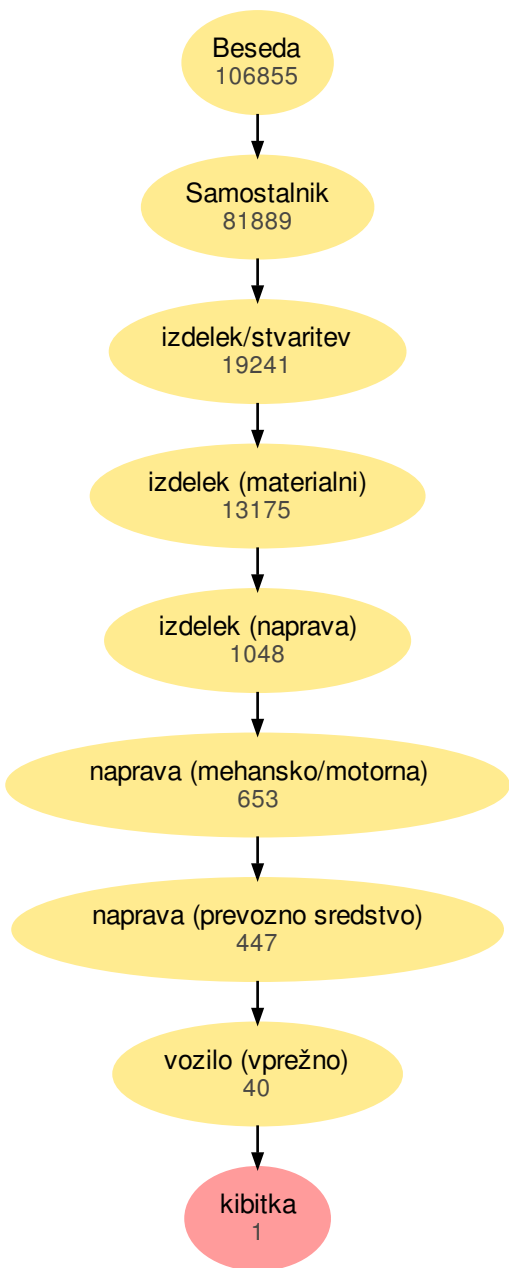 Beseda
106855
Samostalnik
81889
izdelek/stvaritev
19241
izdelek (materialni)
13175
izdelek (naprava)
1048
naprava (mehansko/motorna)
653
naprava (prevozno sredstvo)
447
vozilo (vprežno)
40
kibitka
1